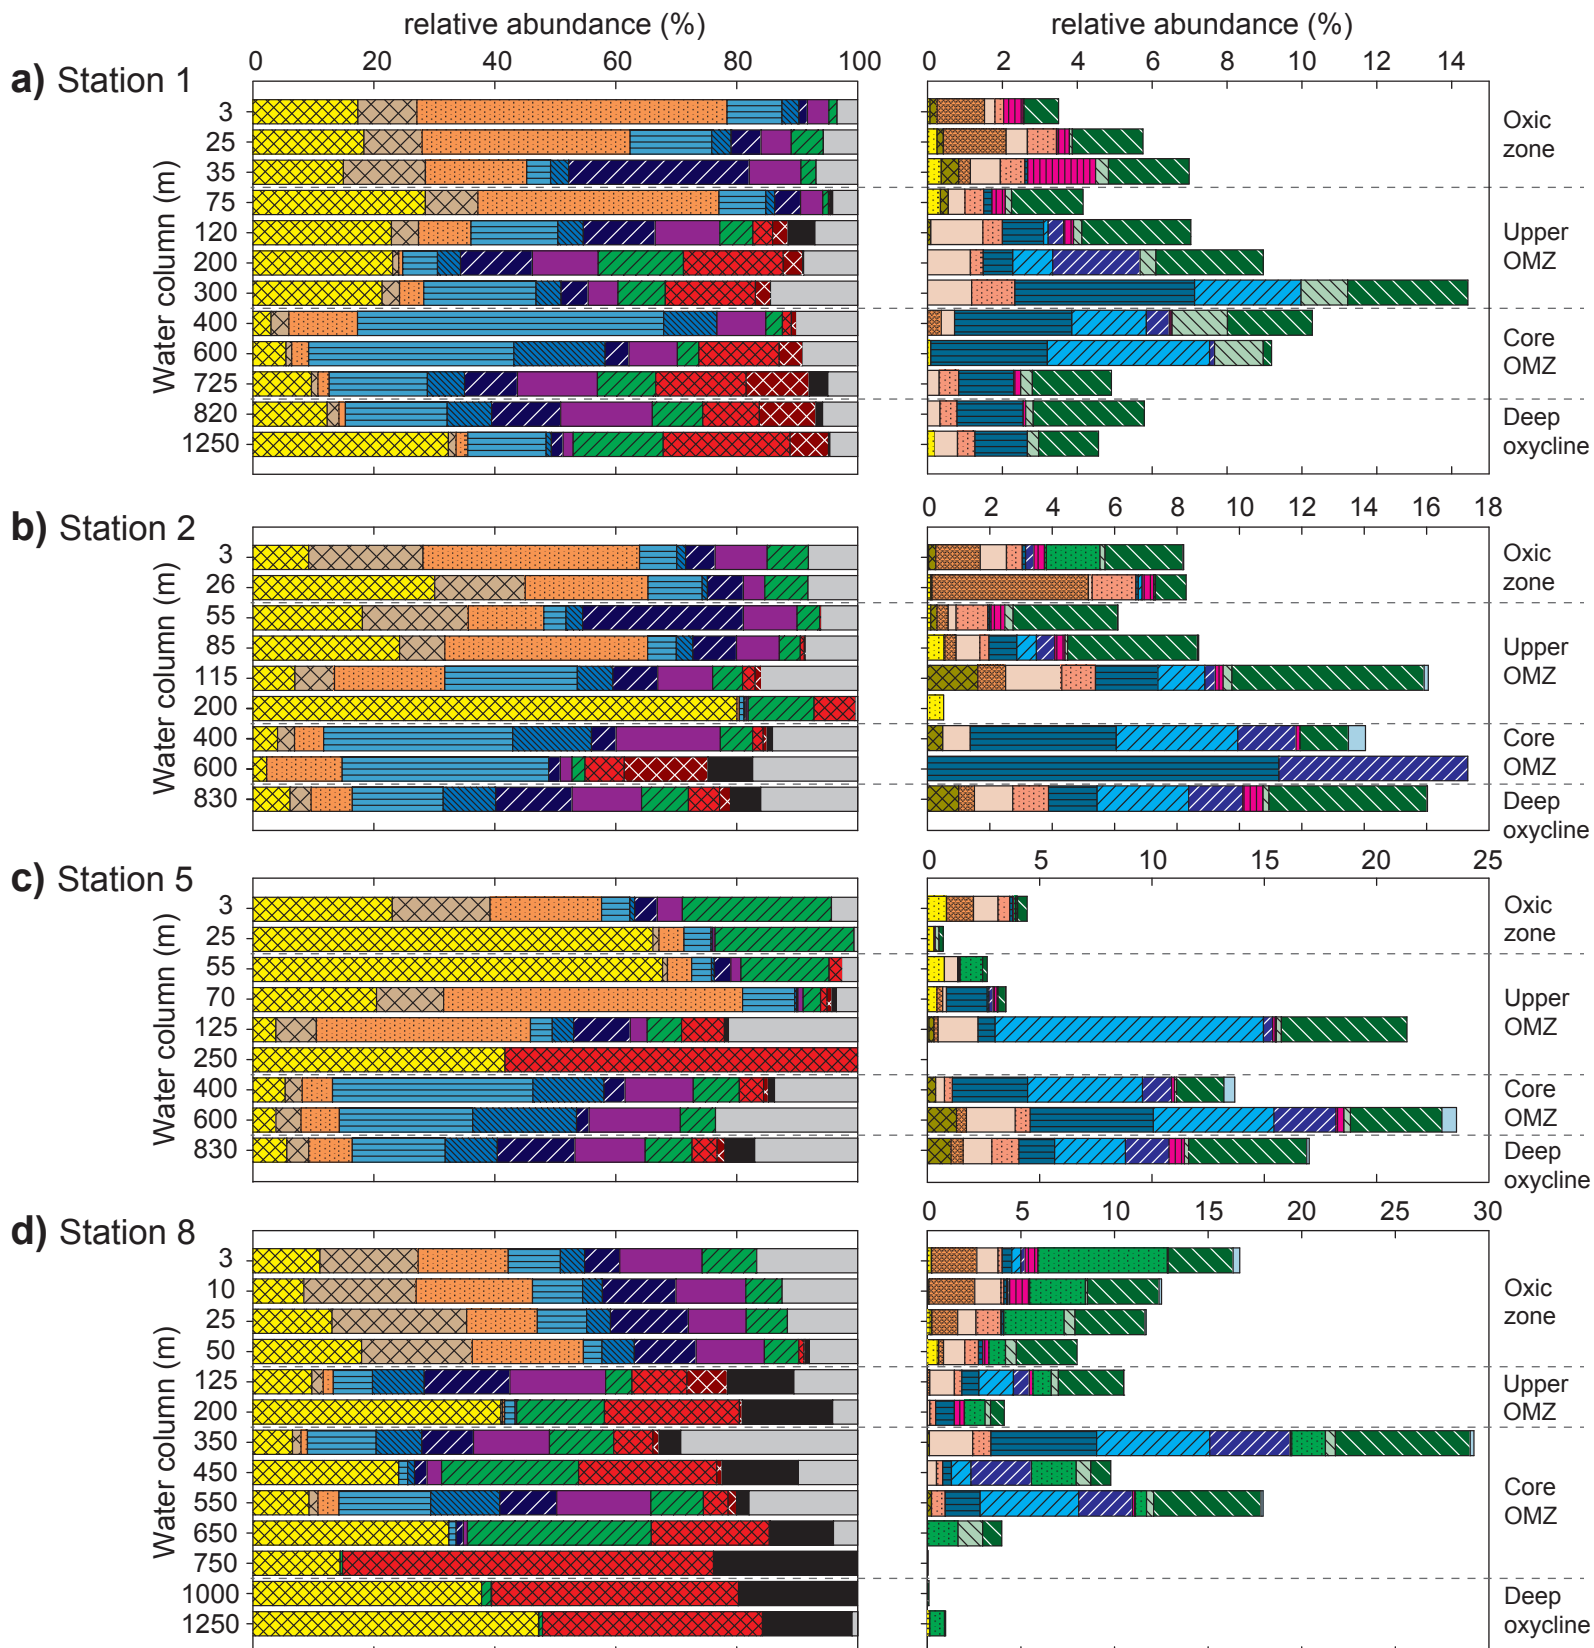 relative abundance (%) relative abundance (%)
0 20 40 60 80 100 0 2 4 6 8 10 12 14
a) Station 1
Water column (m)
3
25
35
75
120
200
300
400
600
725
820
1250
Oxic
zone
Upper
OMZ
Core
OMZ
Deep
oxycline
0 2 4 6 8 10 12 14 16 18
b) Station 2
Water column (m)
3
26
55
85
115
200
400
600
830
Oxic
zone
Upper
OMZ
Core
OMZ
Deep
oxycline
0 5 10 15 20 25
c) Station 5
Water column (m)
3
25
55
70
125
250
400
600
830
Oxic
zone
Upper
OMZ
Core
OMZ
Deep
oxycline
0 5 10 15 20 25 30
d) Station 8
Water column (m)
3
10
25
50
125
200
350
450
550
650
750
1000
1250
Oxic
zone
Upper
OMZ
Core
OMZ
Deep
oxycline